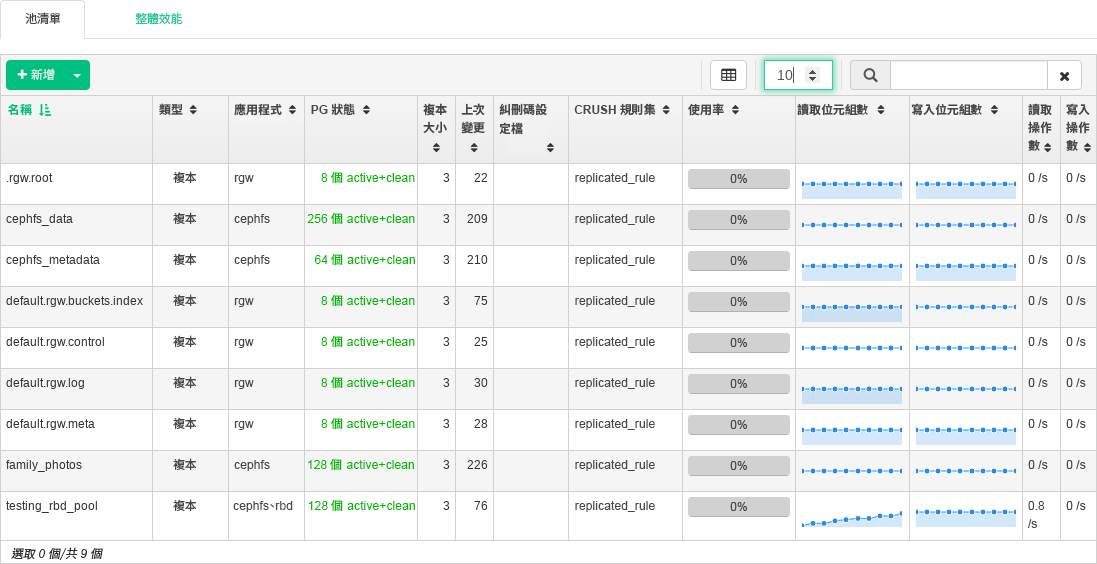 池清單 整體效能
新增 10
名稱 類型 應用程式 PG 狀態 複本大小 上次變更 糾刪碼設定檔 CRUSH 規則集 使用率 讀取位元組數 寫入位元組數 讀取操作數 寫入操作數
.rgw.root 複本 rgw 8 個 active+clean 3 22 replicated_rule 0% 0 /s 0 /s
cephfs_data 複本 cephfs 256 個 active+clean 3 209 replicated_rule 0% 0 /s 0 /s
cephfs_metadata 複本 cephfs 64 個 active+clean 3 210 replicated_rule 0% 0 /s 0 /s
default.rgw.buckets.index 複本 rgw 8 個 active+clean 3 75 replicated_rule 0% 0 /s 0 /s
default.rgw.control 複本 rgw 8 個 active+clean 3 25 replicated_rule 0% 0 /s 0 /s
default.rgw.log 複本 rgw 8 個 active+clean 3 30 replicated_rule 0% 0 /s 0 /s
default.rgw.meta 複本 rgw 8 個 active+clean 3 28 replicated_rule 0% 0 /s 0 /s
family_photos 複本 cephfs 128 個 active+clean 3 226 replicated_rule 0% 0 /s 0 /s
testing_rbd_pool 複本 cephfs、rbd 128 個 active+clean 3 76 replicated_rule 0% 0.8 /s 0 /s
選取 0 個/共 9 個